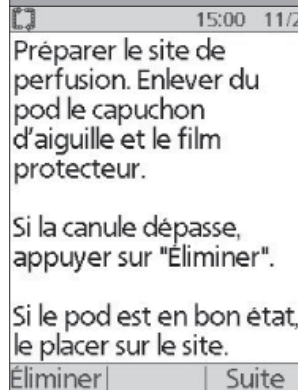 15:00 11/2
Préparer le site de
perfusion. Enlever du
pod le capuchon
d'aiguille et le film
protecteur.
Si la canule dépasse,
appuyer sur "Éliminer".
Si le pod est en bon état,
le placer sur le site.
Éliminer Suite